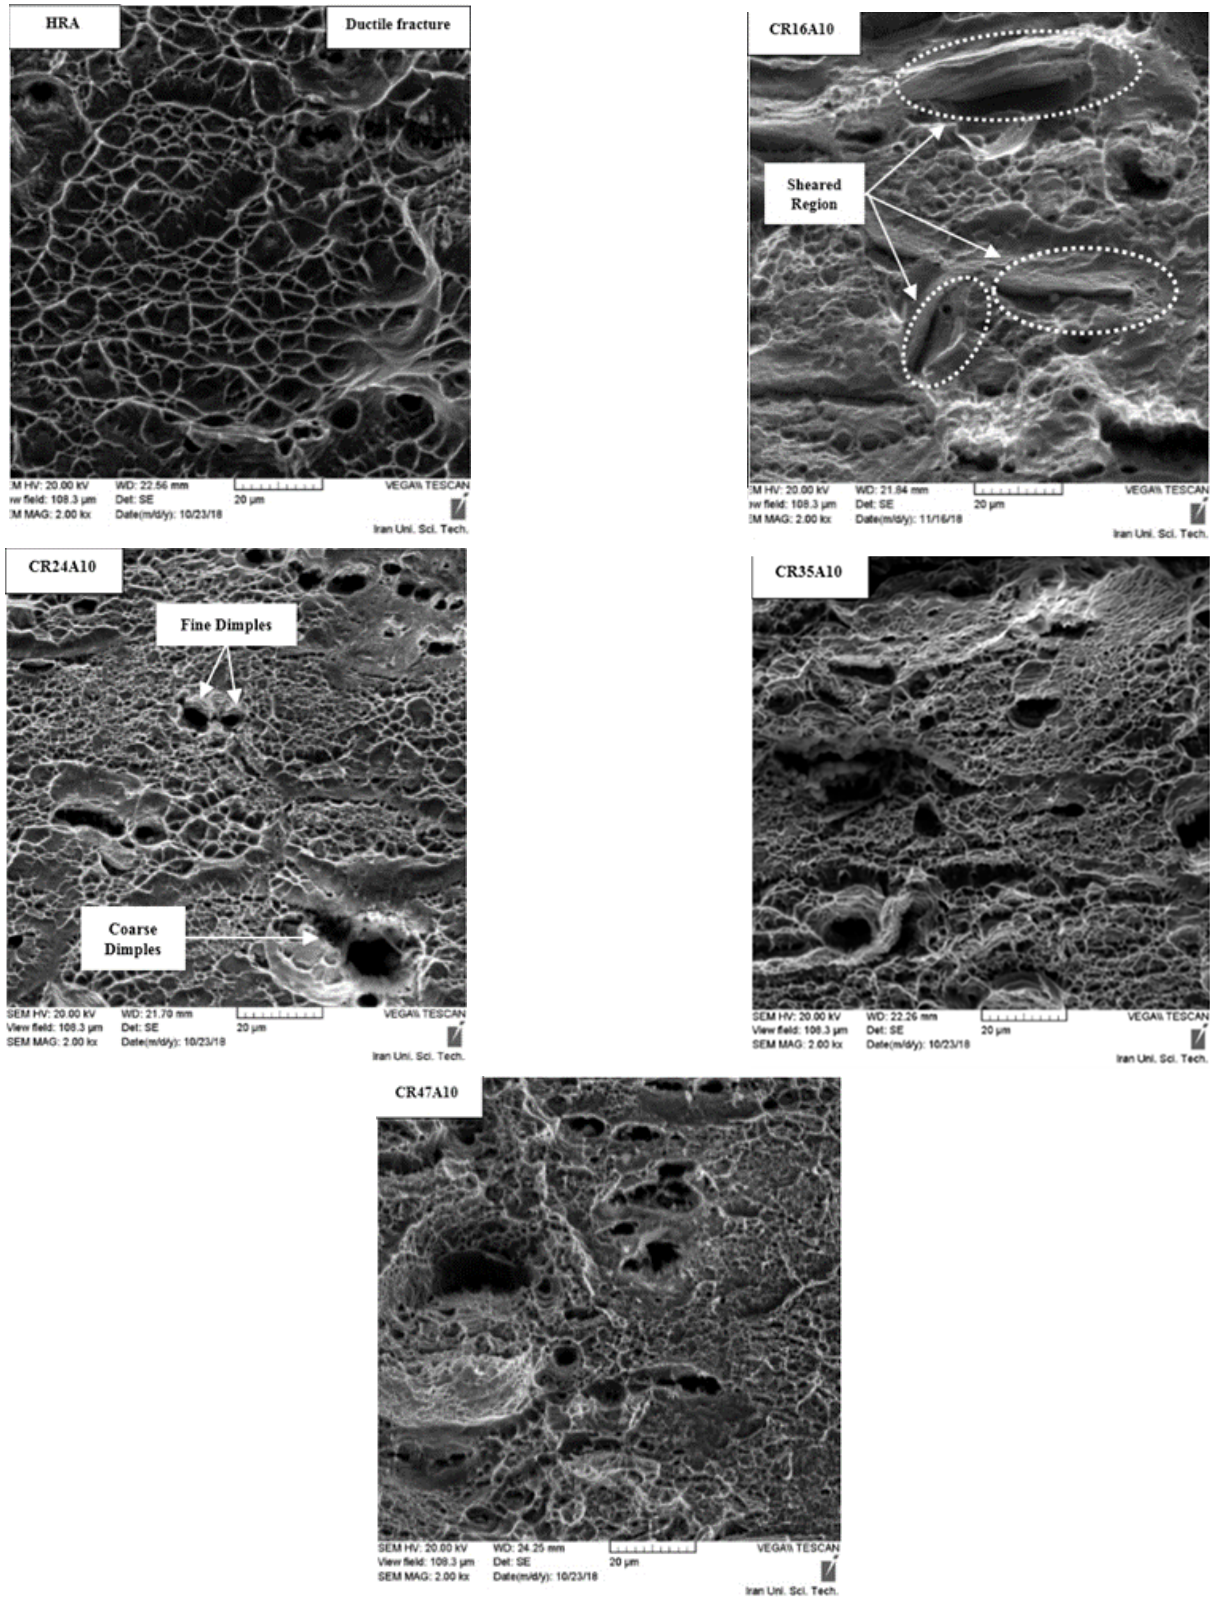 HRA
Ductile fracture
EM HV: 20.00 kV WD: 22.56 mm VEGA\\ TESCAN
ew field: 108.3 µm Det: SE 20 µm
EM MAG: 2.00 kx Date(m/d/y): 10/23/18
Iran Uni. Sci. Tech.
CR16A10
Sheared
Region
EM HV: 20.00 kV WD: 21.84 mm VEGA\\ TESCAN
ew field: 108.3 µm Det: SE 20 µm
EM MAG: 2.00 kx Date(m/d/y): 11/16/18
Iran Uni. Sci. Tech.
CR24A10
Fine Dimples
Coarse
Dimples
SEM HV: 20.00 kV WD: 21.70 mm VEGA\\ TESCAN
View field: 108.3 µm Det: SE 20 µm
SEM MAG: 2.00 kx Date(m/d/y): 10/23/18
Iran Uni. Sci. Tech.
CR35A10
SEM HV: 20.00 kV WD: 22.26 mm VEGA\\ TESCAN
View field: 108.3 µm Det: SE 20 µm
SEM MAG: 2.00 kx Date(m/d/y): 10/23/18
Iran Uni. Sci. Tech.
CR47A10
SEM HV: 20.00 kV WD: 24.25 mm VEGA\\ TESCAN
View field: 108.3 µm Det: SE 20 µm
SEM MAG: 2.00 kx Date(m/d/y): 10/23/18
Iran Uni. Sci. Tech.